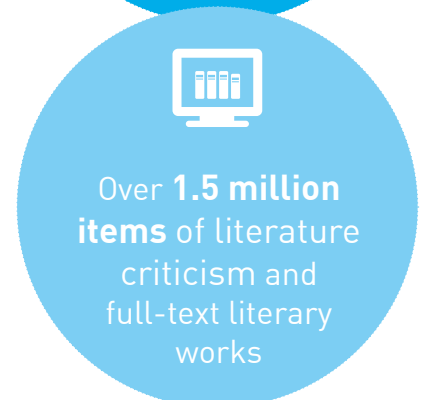 Over 1.5 million
items of literature
criticism and
full-text literary
works